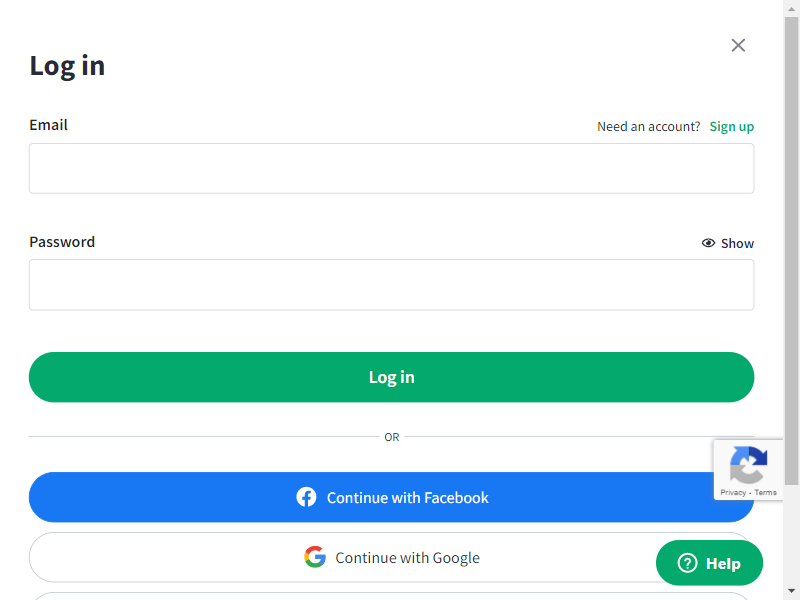 Log in
Email
Need an account? Sign up
Password
Show
Log in
OR
Continue with Facebook
Privacy - Terms
Continue with Google
Help